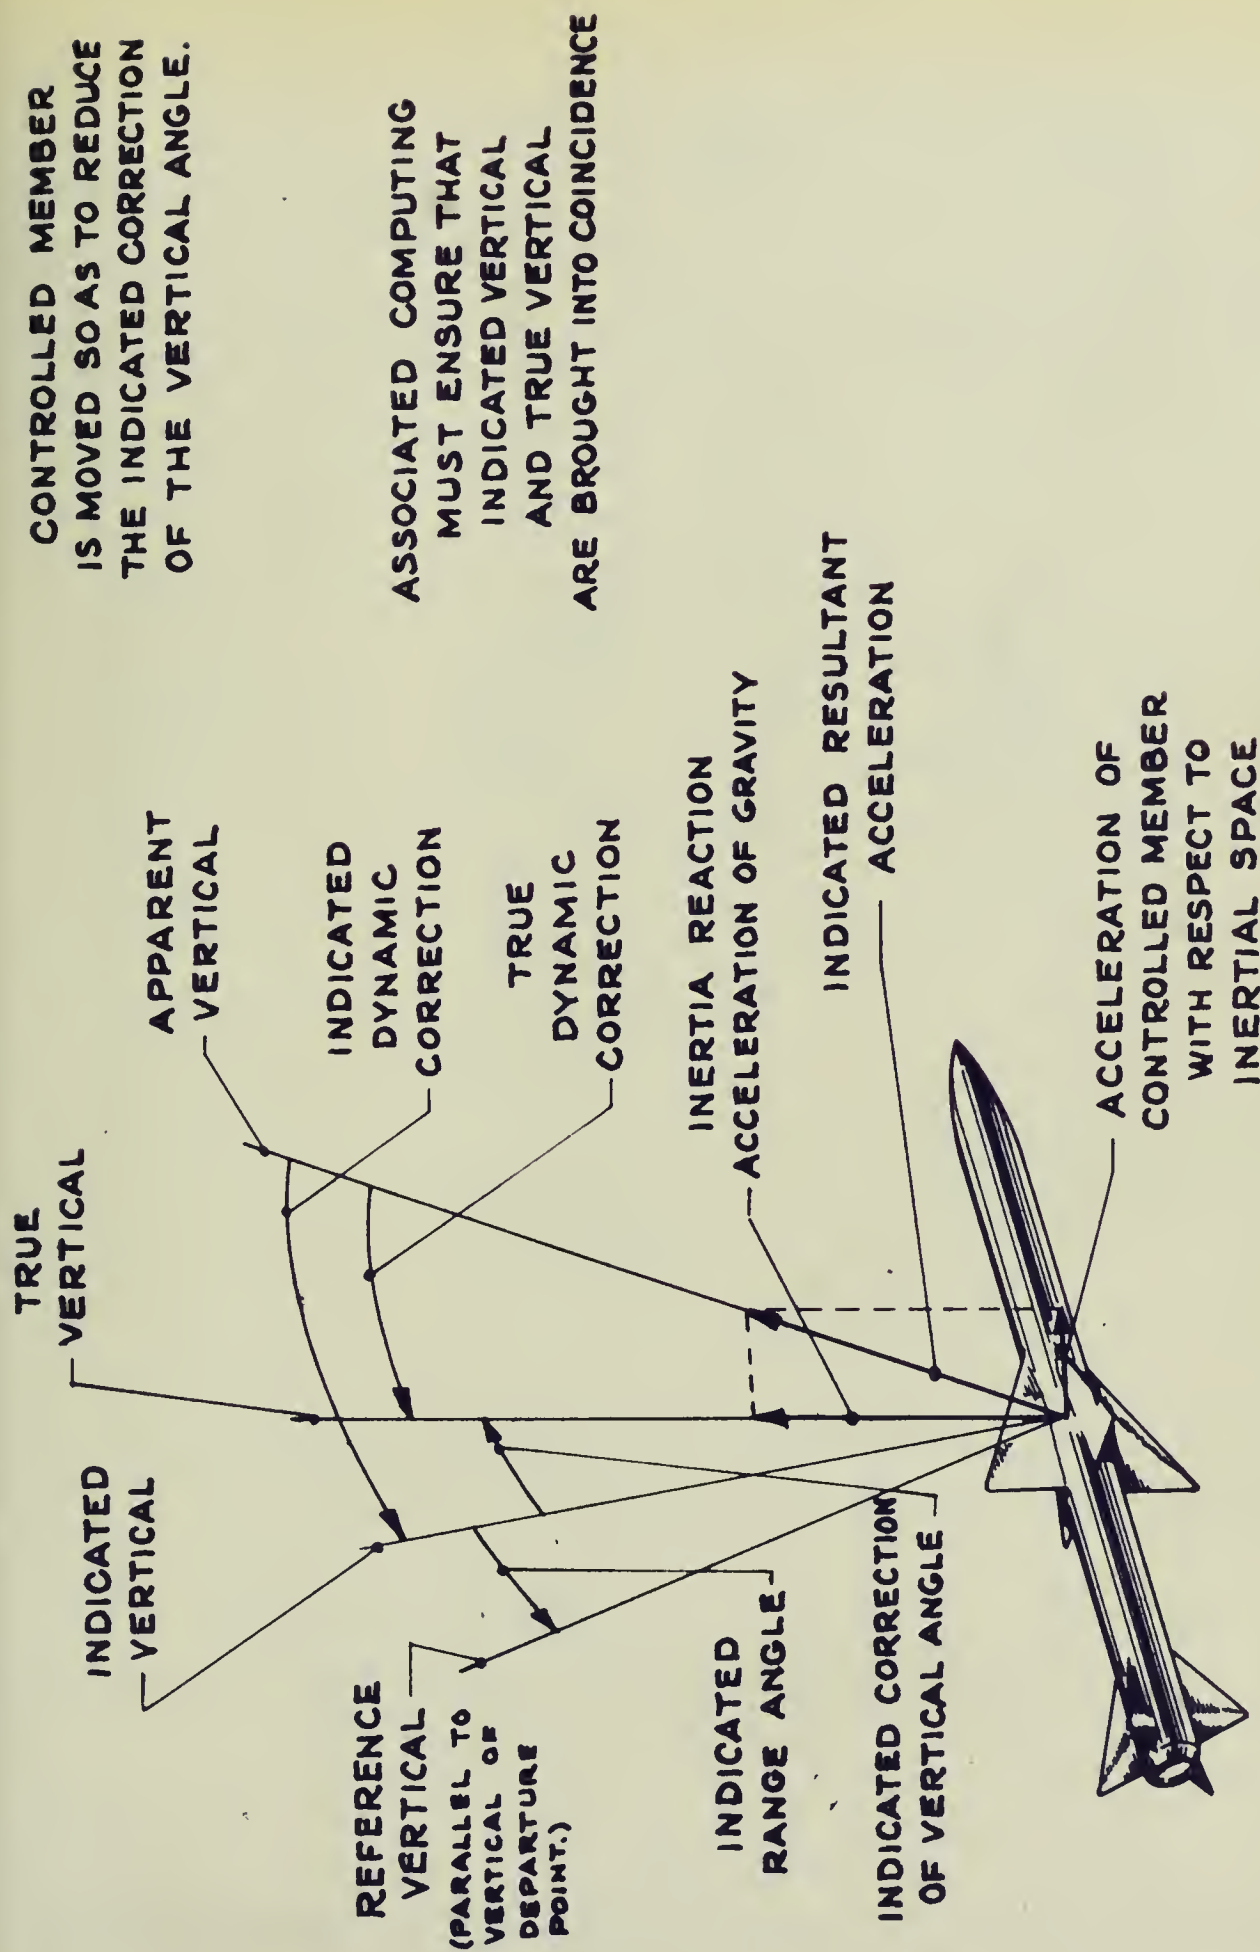 CONTROLLED MEMBER
IS MOVED SO AS TO REDUCE
THE INDICATED CORRECTION
OF THE VERTICAL ANGLE.
ASSOCIATED COMPUTING
MUST ENSURE THAT
INDICATED VERTICAL
AND TRUE VERTICAL
ARE BROUGHT INTO COINCIDENCE
TRUE
VERTICAL
APPARENT
VERTICAL
INDICATED
VERTICAL
INDICATED
DYNAMIC
CORRECTION
TRUE
DYNAMIC
CORRECTION
REFERENCE
VERTICAL
(PARALLEL TO
VERTICAL OF
DEPARTURE
POINT.)
INERTIA REACTION
ACCELERATION OF GRAVITY
INDICATED
RANGE ANGLE
INDICATED RESULTANT
ACCELERATION
INDICATED CORRECTION
OF VERTICAL ANGLE
ACCELERATION OF
CONTROLLED MEMBER
WITH RESPECT TO
INERTIAL SPACE